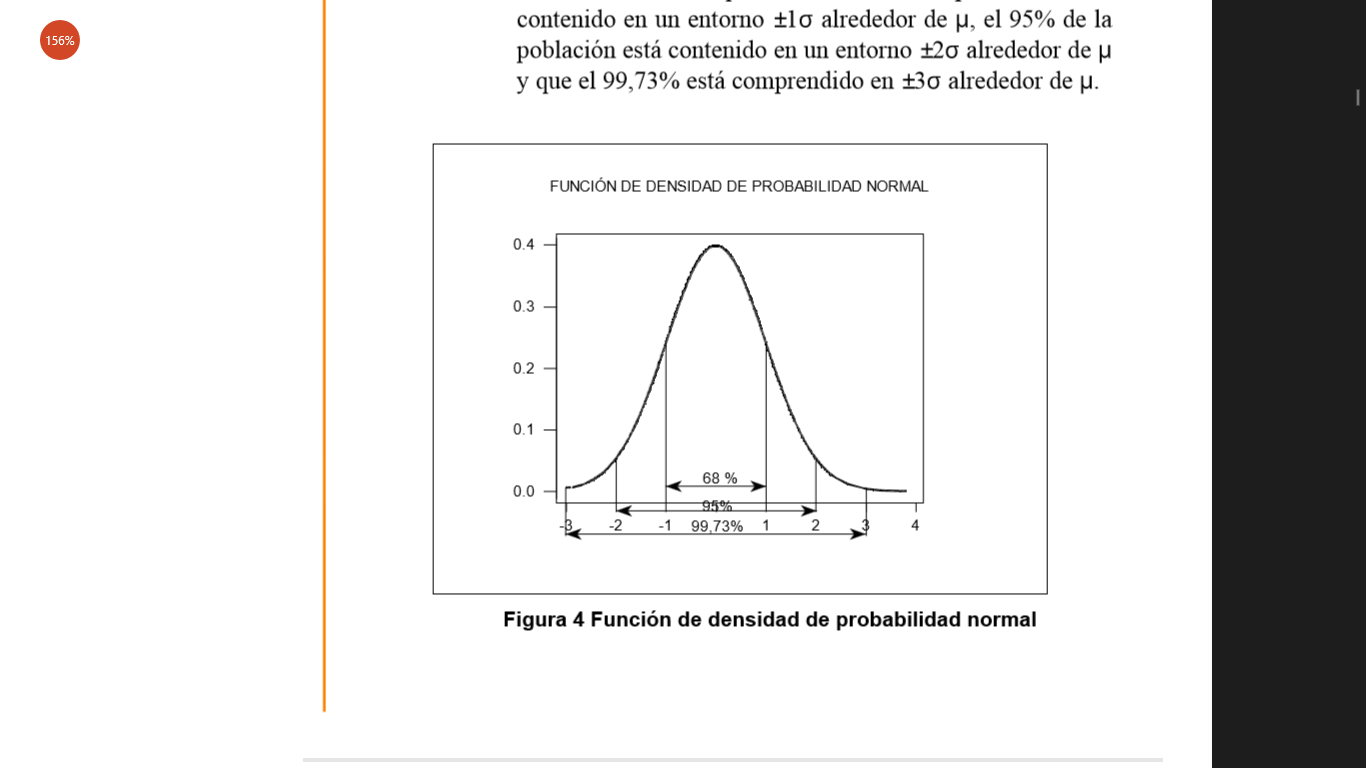 156%
contenido en un entorno ±1σ alrededor de µ, el 95% de la
población está contenido en un entorno ±2σ alrededor de µ
y que el 99,73% está comprendido en ±3σ alrededor de µ.
FUNCIÓN DE DENSIDAD DE PROBABILIDAD NORMAL
0.4
0.3
0.2
0.1
0.0
68 %
95%
-3 -2 -1 99,73% 1 2 3 4
Figura 4 Función de densidad de probabilidad normal